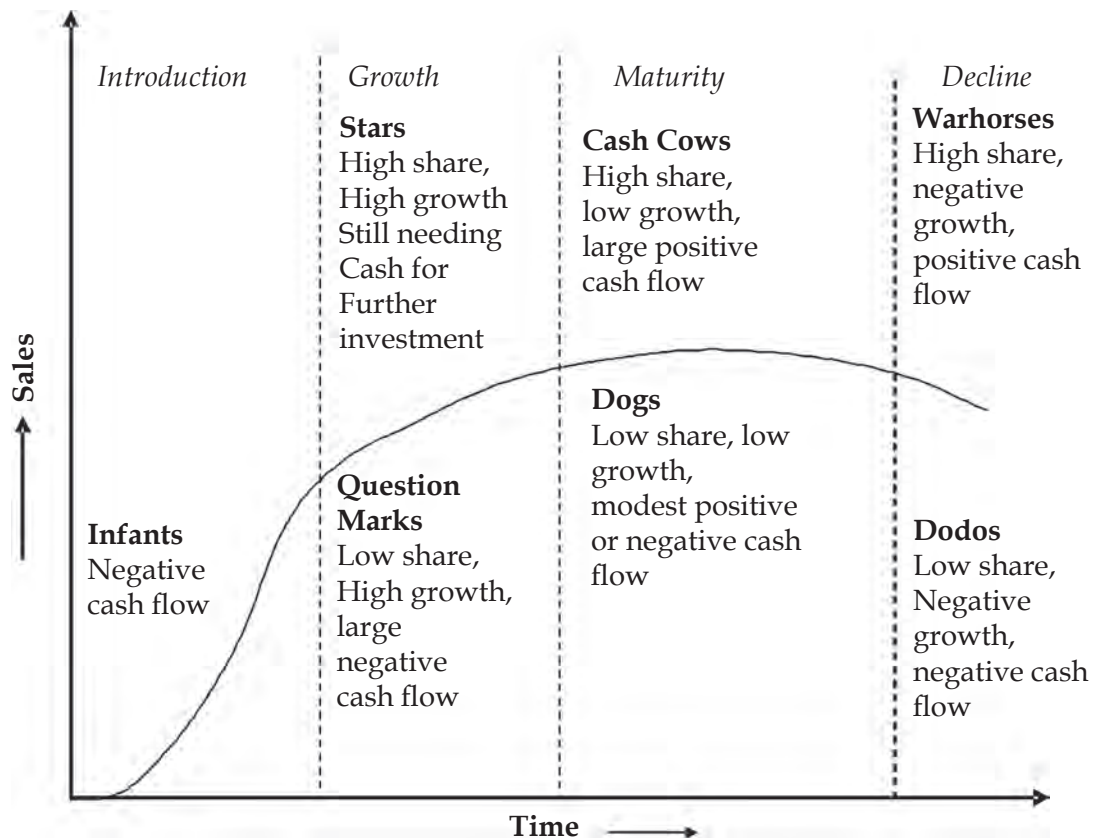 Introduction
Growth
Maturity
Decline
Stars
High share,
High growth
Still needing
Cash for
Further
investment
Cash Cows
High share,
low growth,
large positive
cash flow
Warhorses
High share,
negative
growth,
positive cash
flow
Sales
Infants
Negative
cash flow
Question
Marks
Low share,
High growth,
large
negative
cash flow
Dogs
Low share, low
growth,
modest positive
or negative cash
flow
Dodos
Low share,
Negative
growth,
negative cash
flow
Time